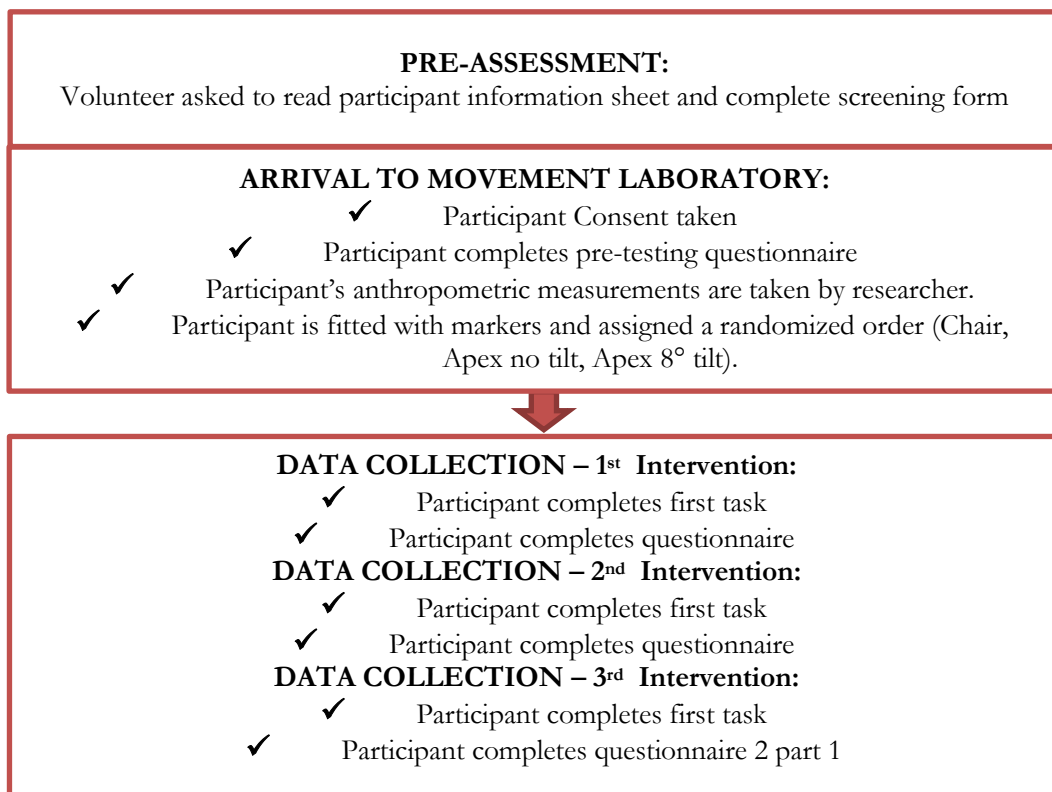 PRE-ASSESSMENT:
Volunteer asked to read participant information sheet and complete screening form
ARRIVAL TO MOVEMENT LABORATORY:
✓ Participant Consent taken
✓ Participant completes pre-testing questionnaire
✓ Participant's anthropometric measurements are taken by researcher.
✓ Participant is fitted with markers and assigned a randomized order (Chair,
Apex no tilt, Apex 8° tilt).
DATA COLLECTION – 1st Intervention:
✓ Participant completes first task
✓ Participant completes questionnaire
DATA COLLECTION – 2nd Intervention:
✓ Participant completes first task
✓ Participant completes questionnaire
DATA COLLECTION – 3rd Intervention:
✓ Participant completes first task
✓ Participant completes questionnaire 2 part 1